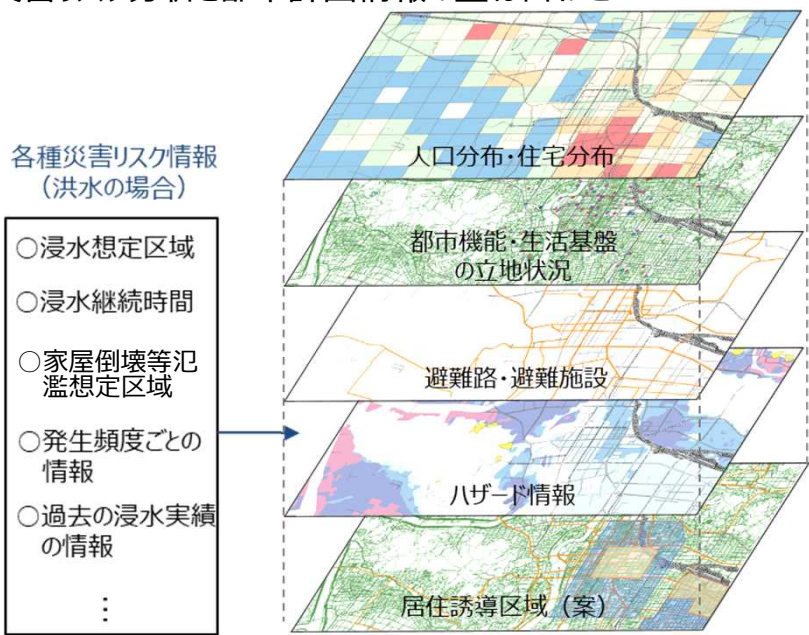 各種災害リスク情報
(洪水の場合)
○浸水想定区域
○浸水継続時間
○家屋倒壊等氾
濫想定区域
○発生頻度ごとの
情報
○過去の浸水実績
の情報
⋮
人口分布・住宅分布
都市機能・生活基盤
の立地状況
避難路・避難施設
ハザード情報
居住誘導区域（案）